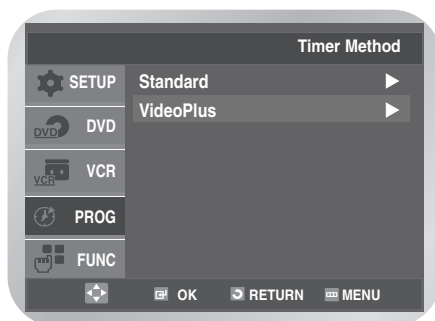 Timer Method
SETUP
Standard
VideoPlus
DVD DVD
VCR VCR
PROG
FUNC
OK RETURN MENU